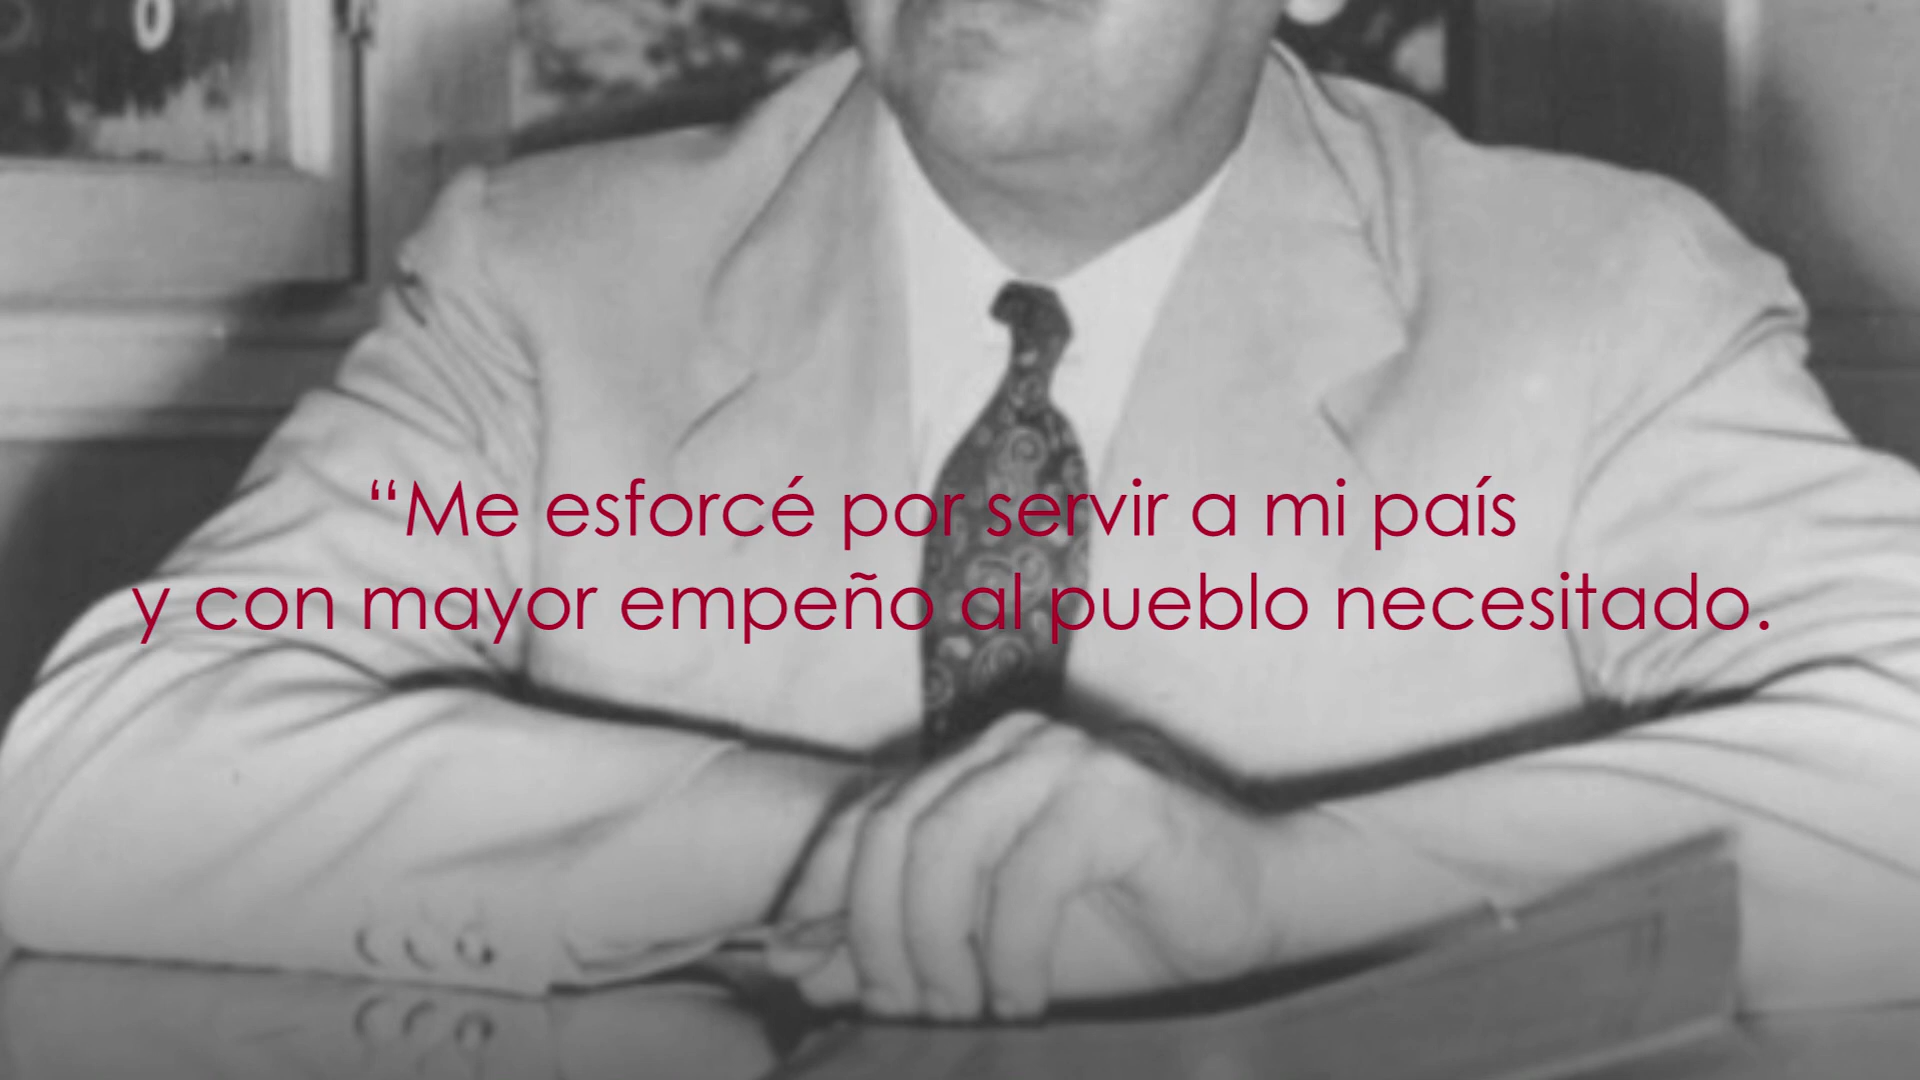 “Me esforcé por servir a mi país
y con mayor empeño al pueblo necesitado.